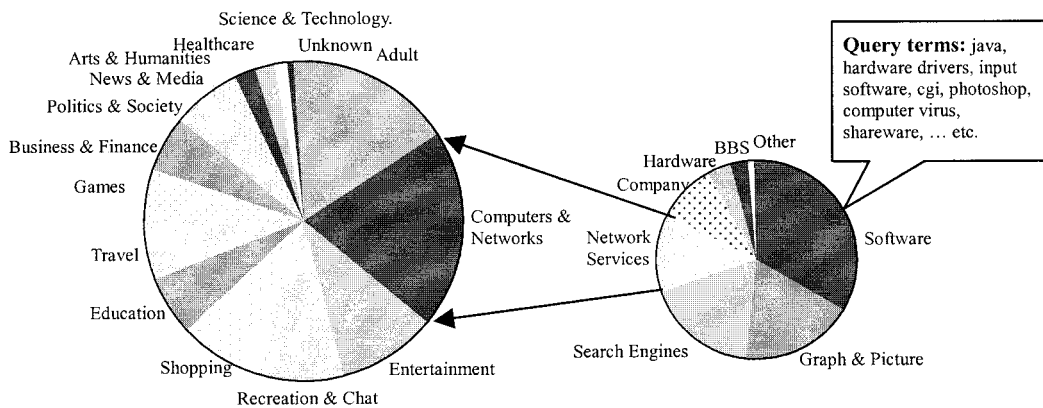 Science & Technology.
Healthcare
Unknown
Arts & Humanities
Adult
News & Media
Politics & Society
Business & Finance
Games
Travel
Education
Shopping
Recreation & Chat
Entertainment
Computers &
Networks
Hardware
BBS
Other
Company
Network
Services
Search Engines
Graph & Picture
Software
Query terms: java,
hardware drivers, input
software, cgi, photoshop,
computer virus,
shareware, … etc.